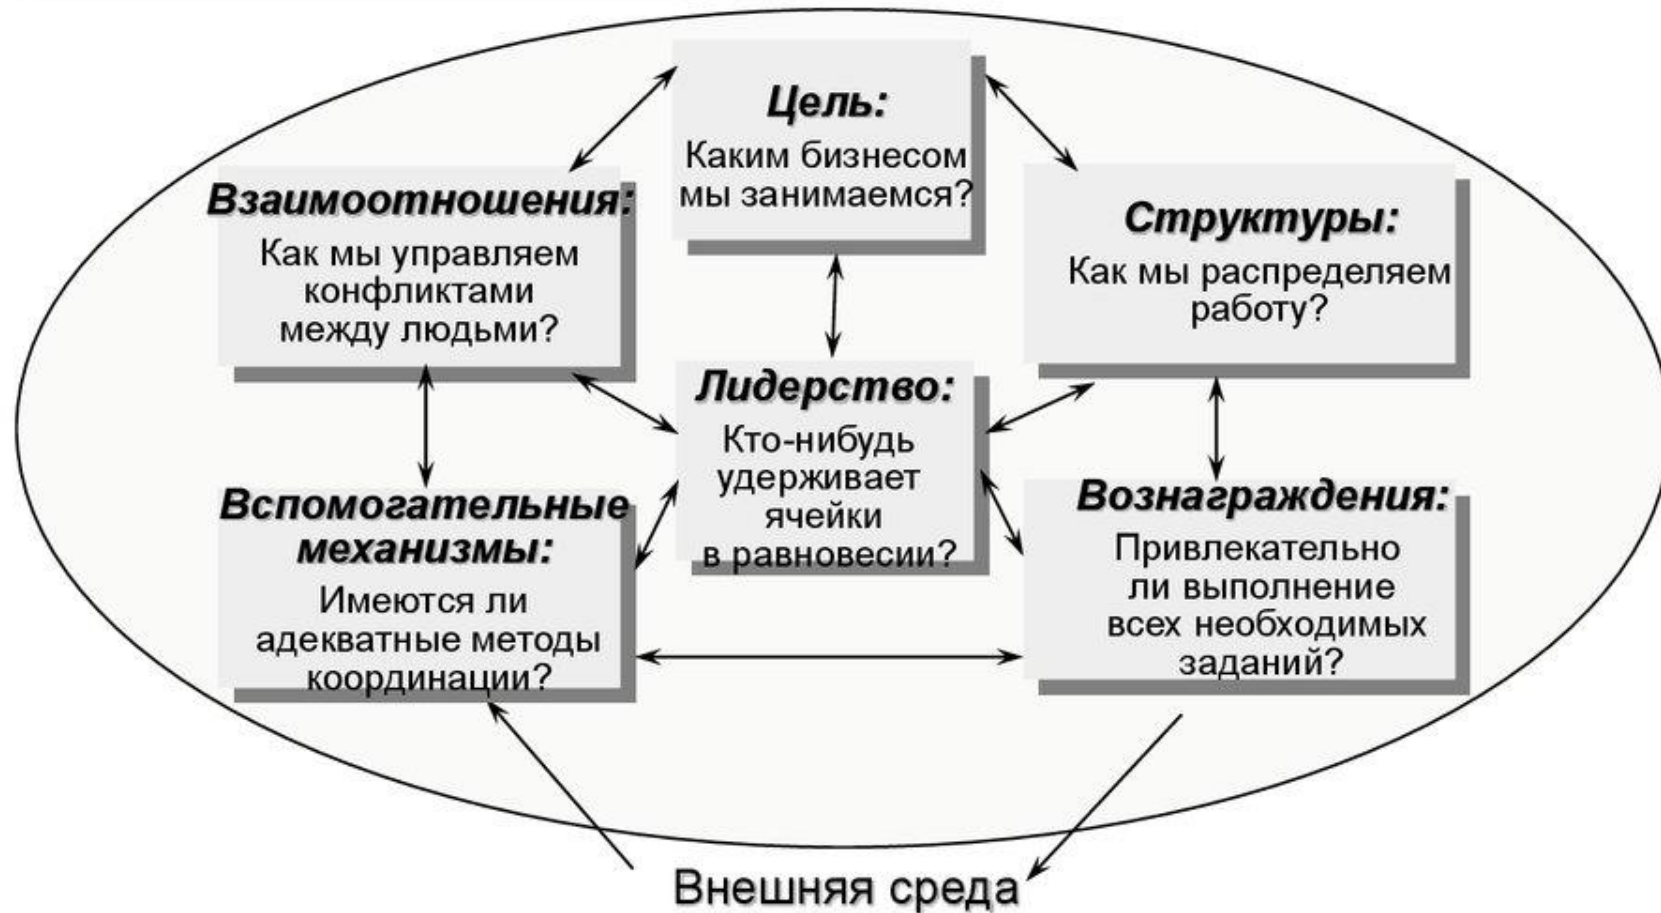 Цель:
Каким бизнесом
мы занимаемся?
Взаимоотношения:
Как мы управляем
конфликтами
между людьми?
Структуры:
Как мы распределяем
работу?
Лидерство:
Кто-нибудь
удерживает
ячейки
в равновесии?
Вспомогательные
механизмы:
Имеются ли
адекватные методы
координации?
Вознаграждения:
Привлекательно
ли выполнение
всех необходимых
заданий?
Внешняя среда